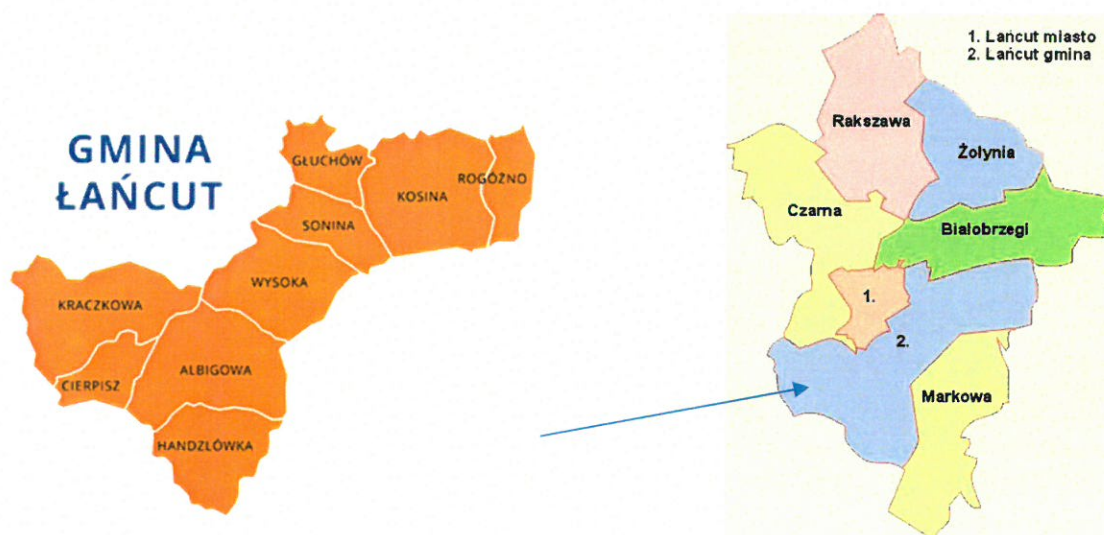 GMINA
ŁAŃCUT
GŁUCHÓW
KOSINA
ROGÓŻNO
SONINA
WYSOKA
KRACZKOWA
CIERPISZ
ALBIGOWA
HANDZLÓWKA
1. Łańcut miasto
2. Łańcut gmina
Rakszawa
Żołynia
Czarna
Białobrzegi
1.
2.
Markowa